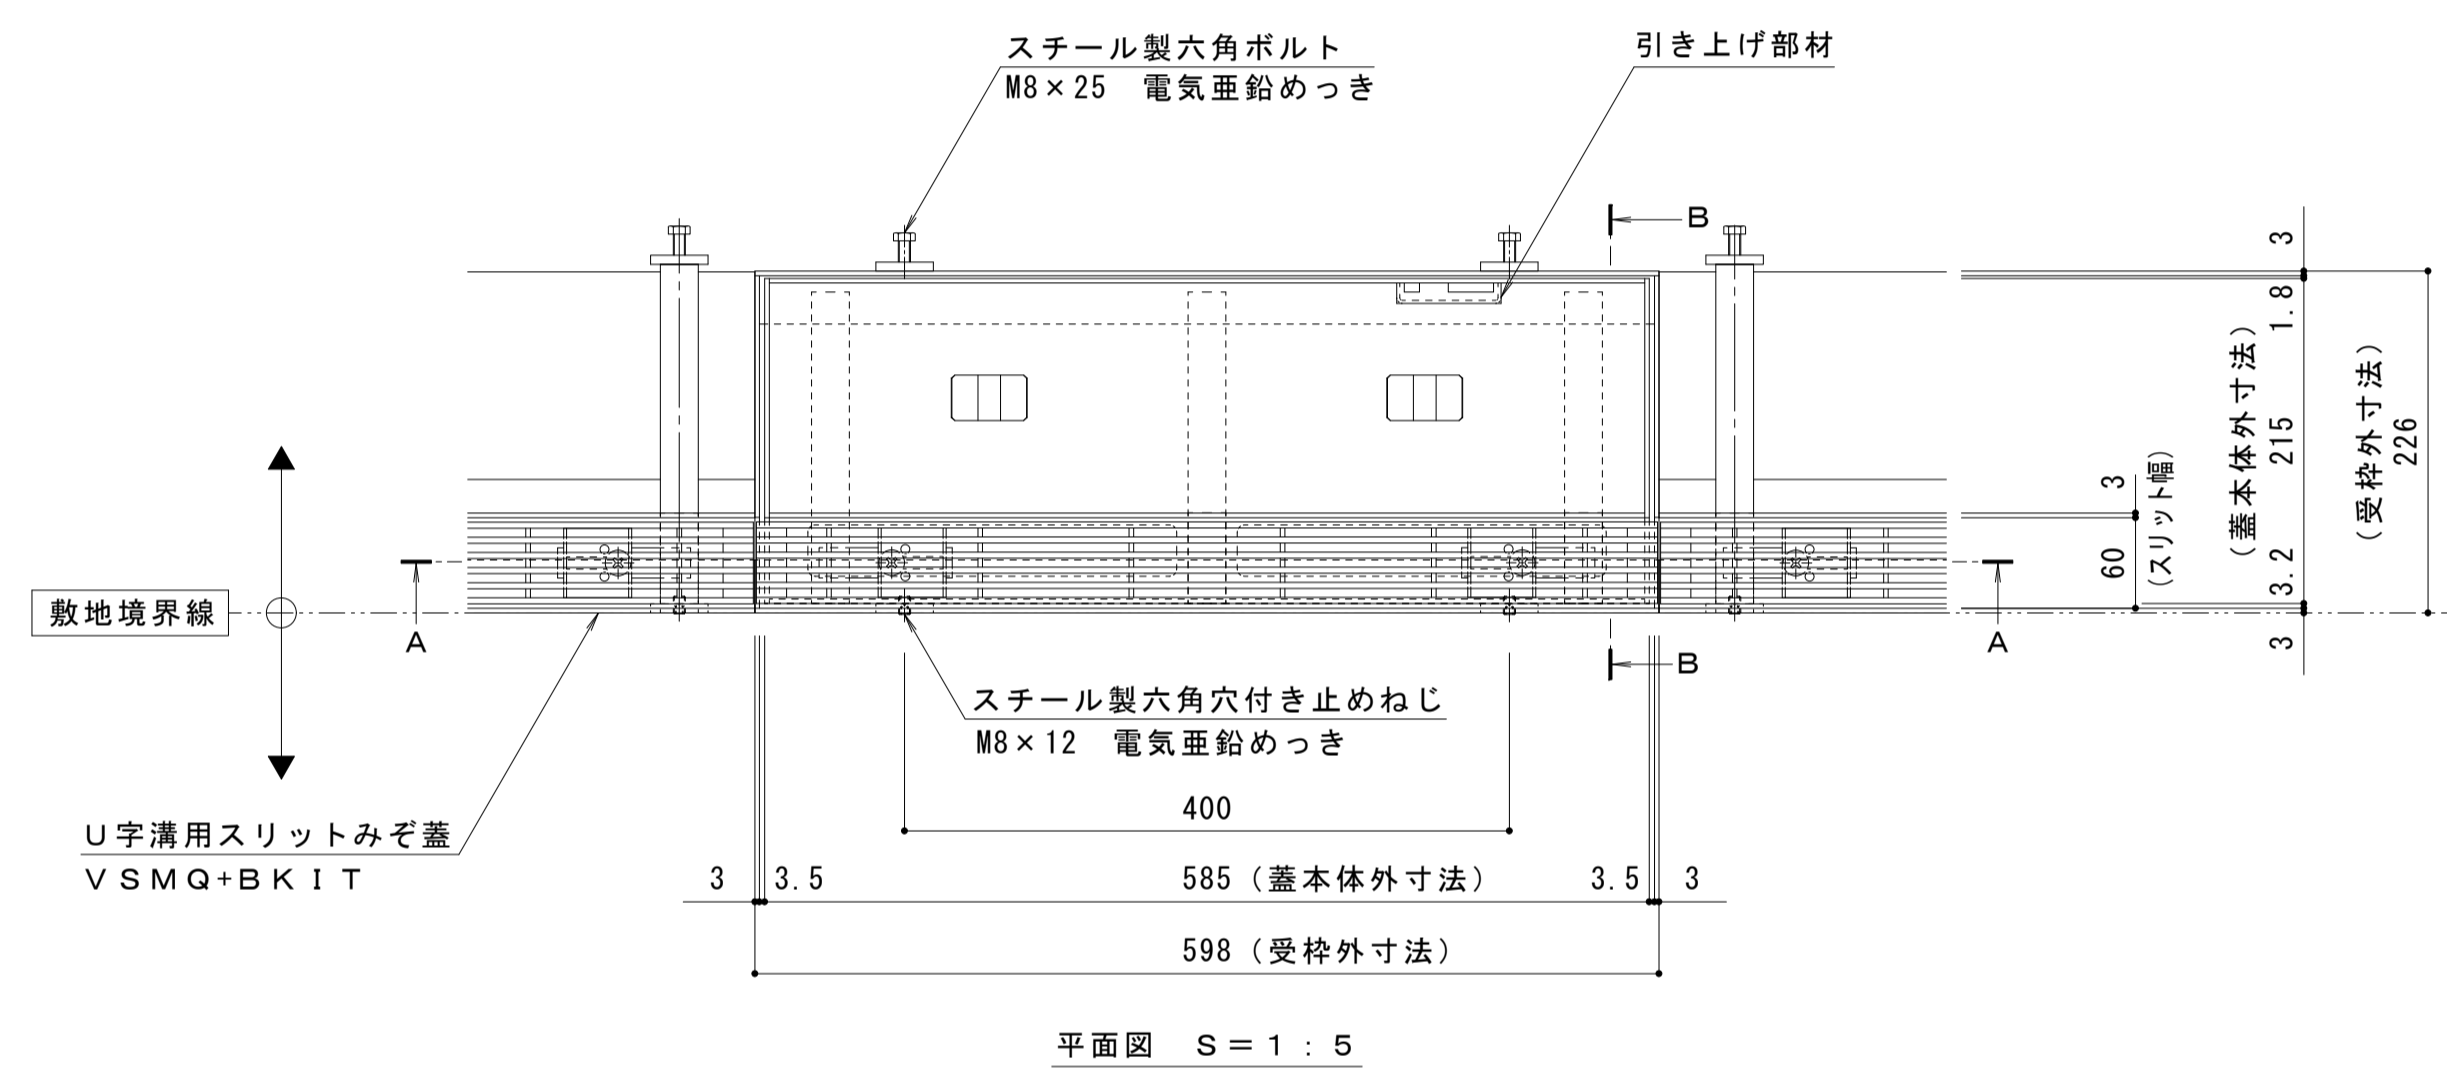 スチール製六角ボルト
M8×25　電気亜鉛めっき
引き上げ部材
B
3
1.8
(蓋本体外寸法)
215
(受枠外寸法)
226
3
60
(スリット幅)
3.2
3
敷地境界線
A
A
B
スチール製六角穴付き止めねじ
M8×12　電気亜鉛めっき
400
U字溝用スリットみぞ蓋
VSMQ+BKIT
3
3.5
585(蓋本体外寸法)
3.5
3
598(受枠外寸法)
平面図　S=1:5